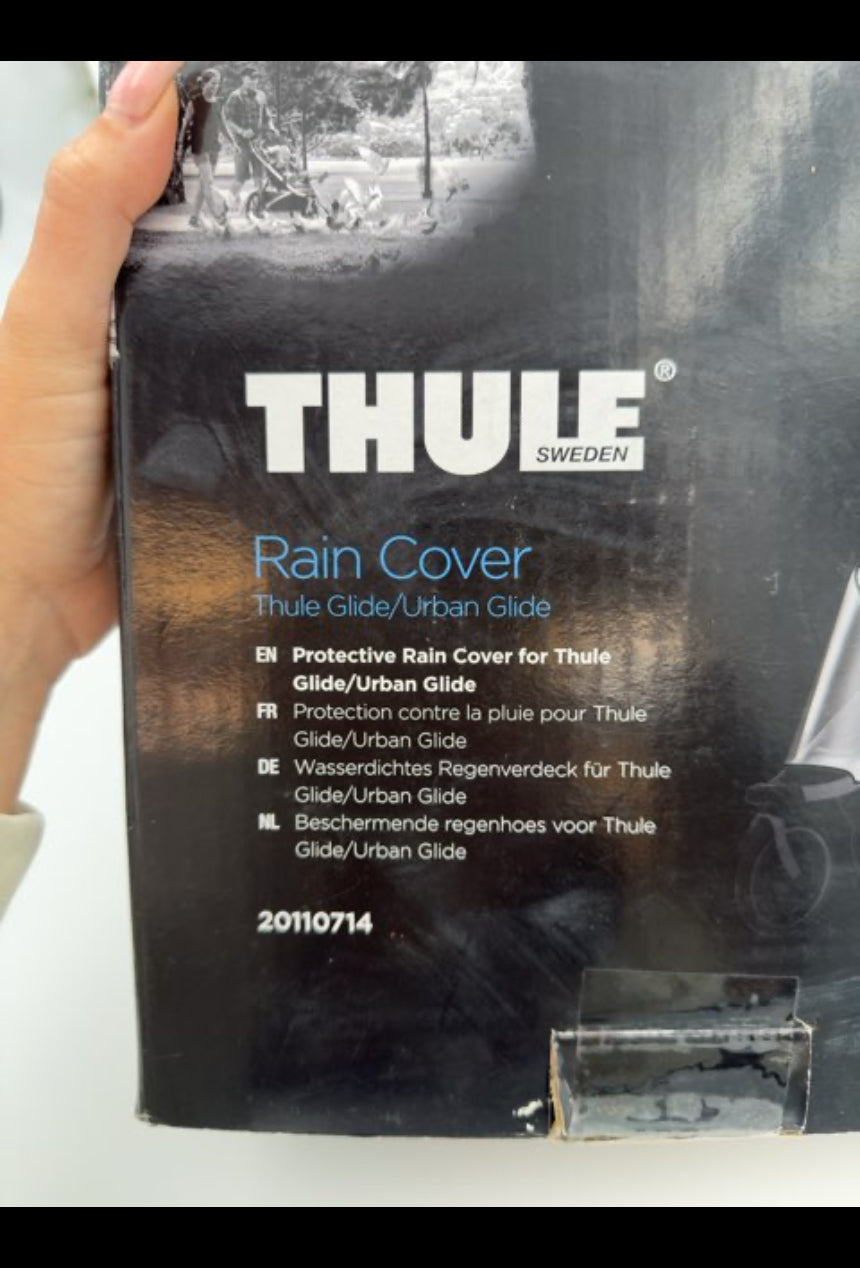 THULE®
SWEDEN
Rain Cover
Thule Glide/Urban Glide
EN Protective Rain Cover for Thule
Glide/Urban Glide
FR Protection contre la pluie pour Thule
Glide/Urban Glide
DE Wasserdichtes Regenverdeck für Thule
Glide/Urban Glide
NL Beschermende regenhoes voor Thule
Glide/Urban Glide
20110714